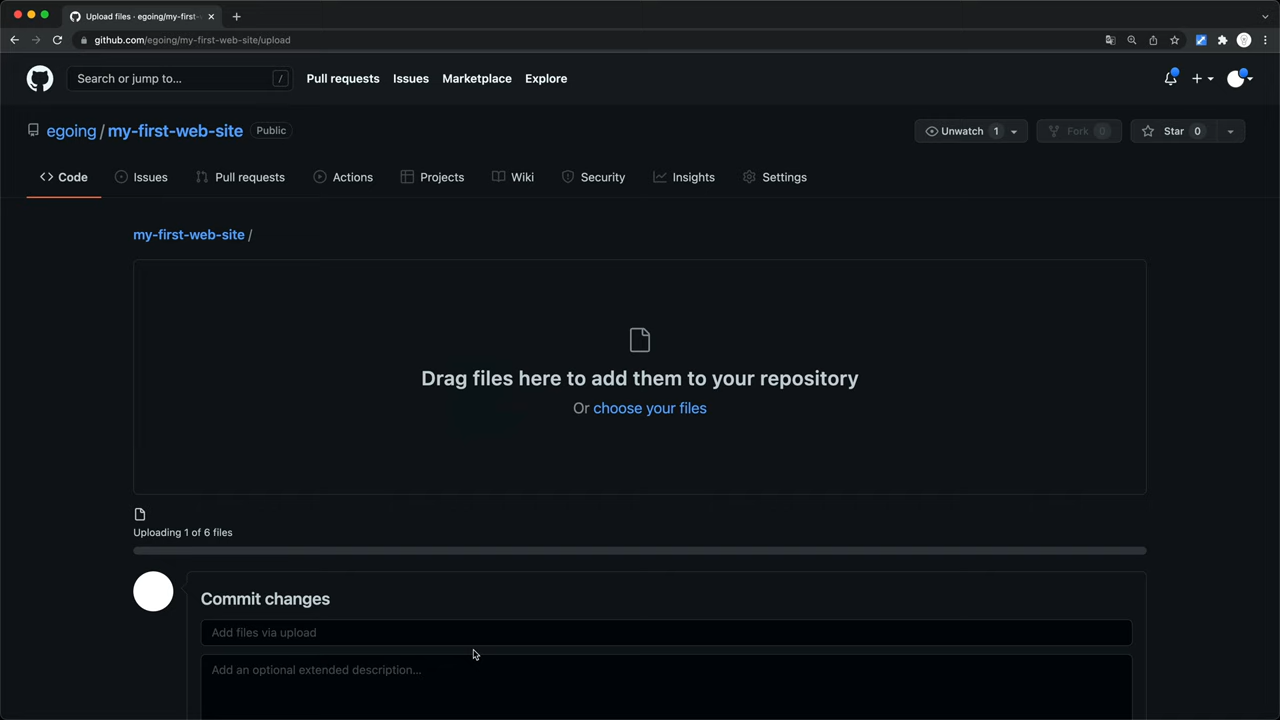 Upload files · egoing/my-first-
github.com/egoing/my-first-web-site/upload
Search or jump to... /
Pull requests
Issues
Marketplace
Explore
egoing / my-first-web-site
Public
Unwatch 1
Fork 0
Star 0
Code
Issues
Pull requests
Actions
Projects
Wiki
Security
Insights
Settings
my-first-web-site /
Drag files here to add them to your repository
Or choose your files
Uploading 1 of 6 files
Commit changes
Add files via upload
Add an optional extended description...